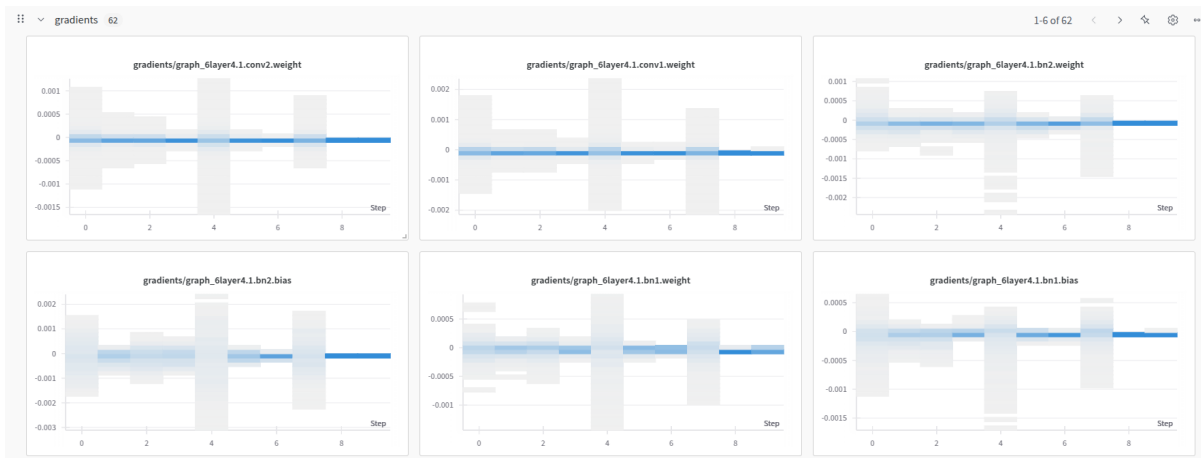 gradients 62 1-6 of 62
gradients/graph_6layer4.1.conv2.weight
0.001
0.0005
0
-0.0005
-0.001
-0.0015
Step
0 2 4 6 8
gradients/graph_6layer4.1.conv1.weight
0.002
0.001
0
-0.001
-0.002
Step
0 2 4 6 8
gradients/graph_6layer4.1.bn2.weight
0.001
0.0005
0
-0.0005
-0.001
-0.0015
-0.002
Step
0 2 4 6 8
gradients/graph_6layer4.1.bn2.bias
0.002
0.001
0
-0.001
-0.002
-0.003
Step
0 2 4 6 8
gradients/graph_6layer4.1.bn1.weight
0.0005
0
-0.0005
-0.001
Step
0 2 4 6 8
gradients/graph_6layer4.1.bn1.bias
0.0005
0
-0.0005
-0.001
-0.0015
Step
0 2 4 6 8